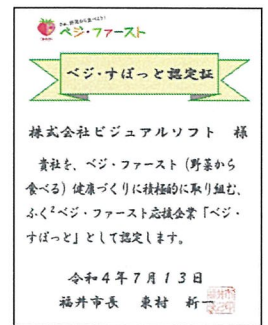 さぁ、野菜から食べよう!
ベジ・ファースト
ベジ・すぽっと認定証
株式会社ビジュアルソフト 様
貴社を、ベジ・ファースト(野菜から
食べる)健康づくりに積極的に取り組む、
ふく²ベジ・ファースト応援企業「ベジ・
すぽっと」として認定します。
令和4年7月13日
福井市長 東村 新一